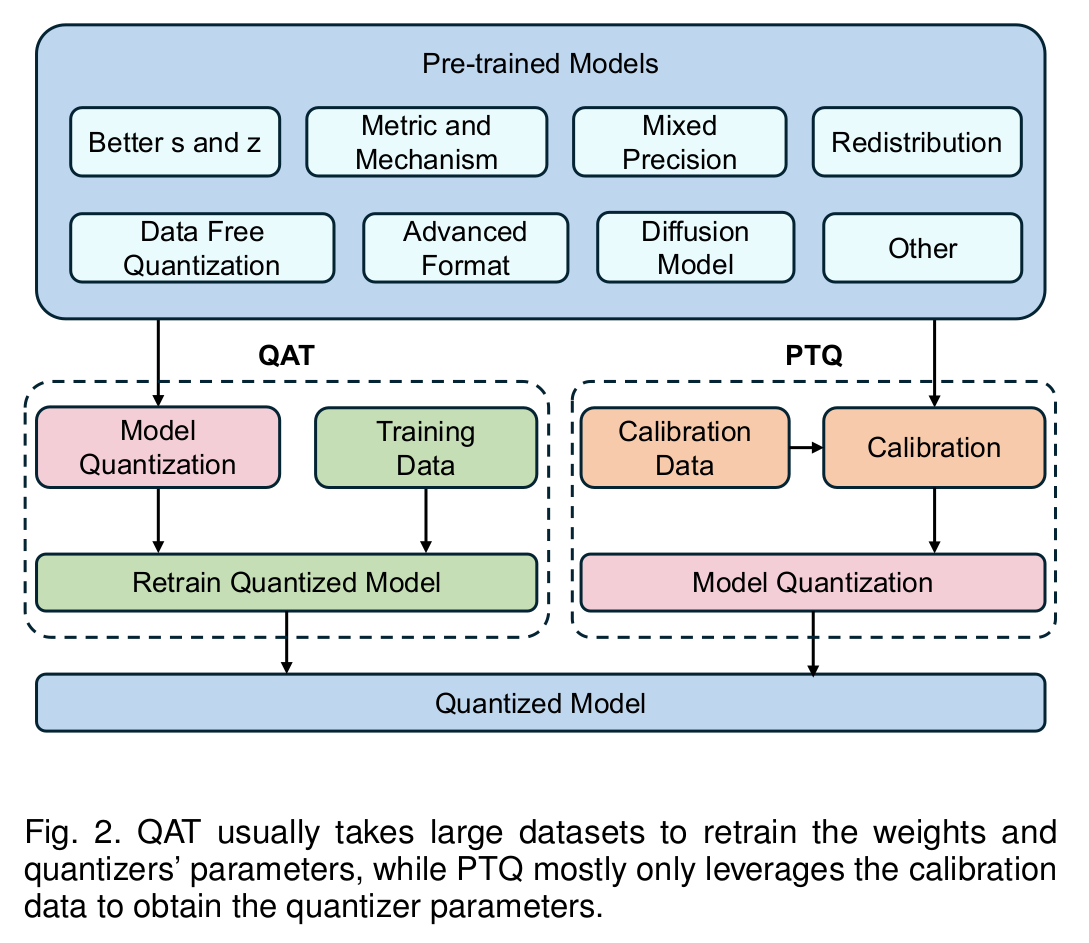 Pre-trained Models
Better s and z
Metric and
Mechanism
Mixed
Precision
Redistribution
Data Free
Quantization
Advanced
Format
Diffusion
Model
Other
QAT
PTQ
Model
Quantization
Training
Data
Calibration
Data
Calibration
Retrain Quantized Model
Model Quantization
Quantized Model
Fig. 2. QAT usually takes large datasets to retrain the weights and
quantizers’ parameters, while PTQ mostly only leverages the calibration
data to obtain the quantizer parameters.